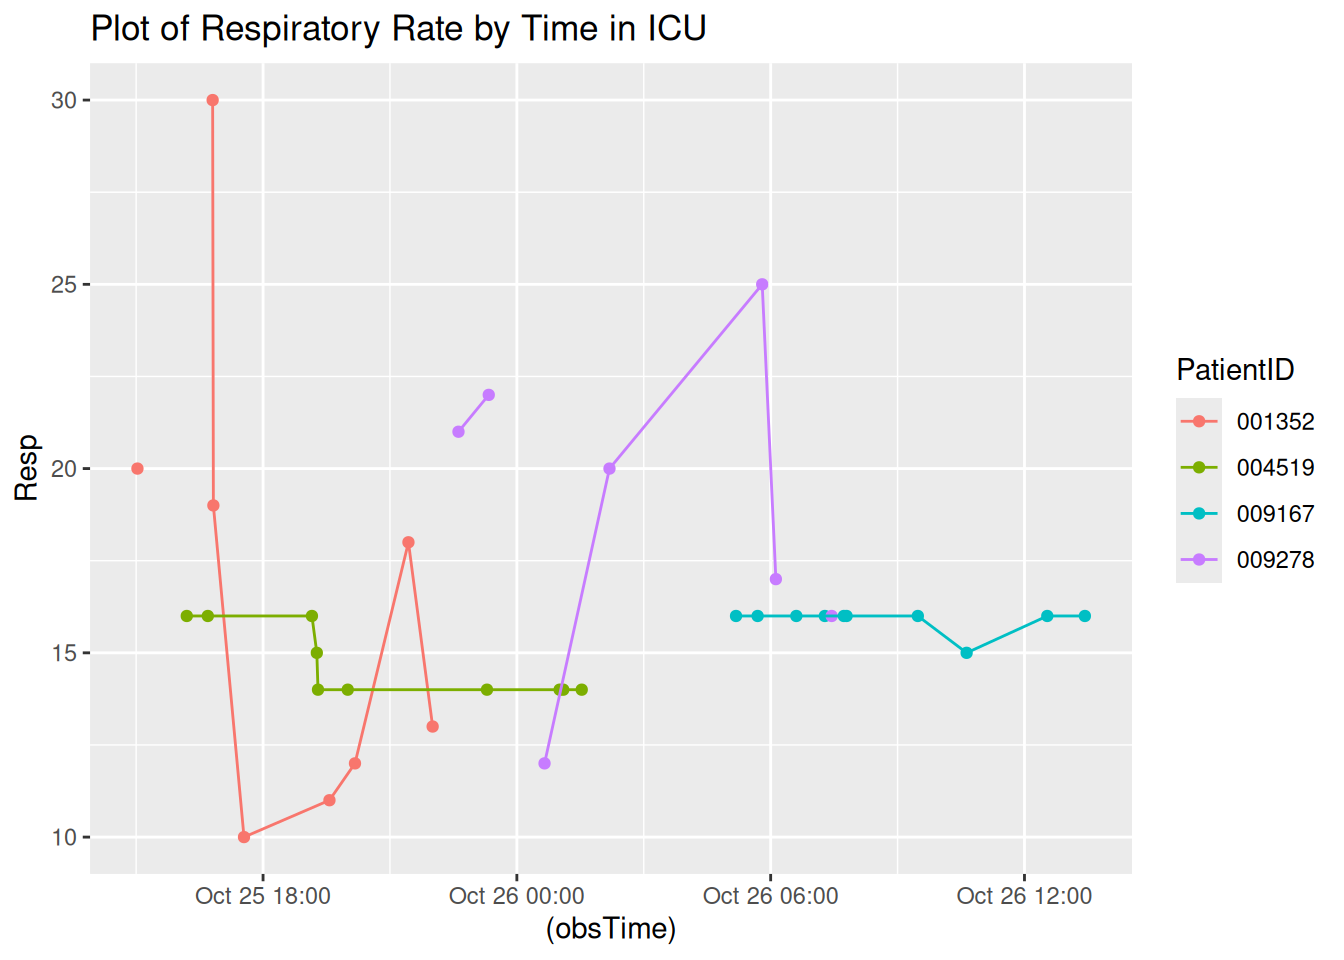 Plot of Respiratory Rate by Time in ICU
30
25
20
15
10
Resp
Oct 25 18:00 Oct 26 00:00 Oct 26 06:00 Oct 26 12:00
(obsTime)
PatientID
001352
004519
009167
009278